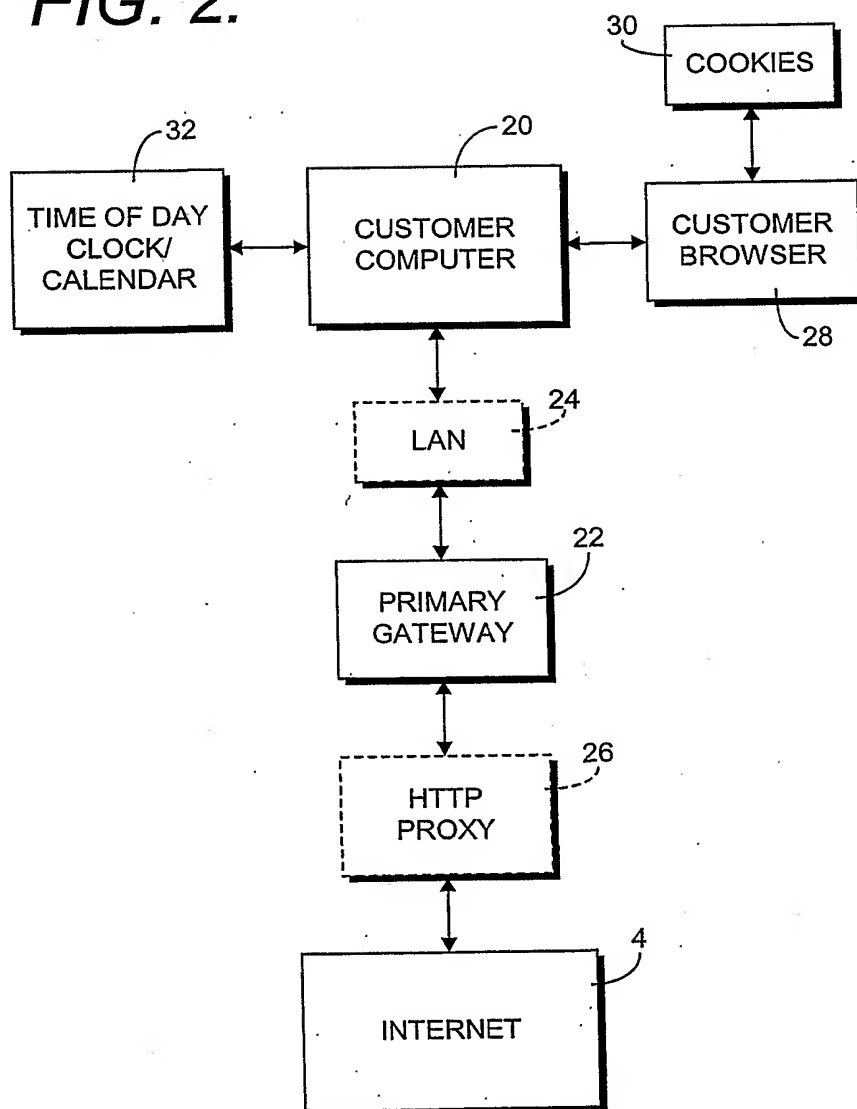 FIG. 2.
30
COOKIES
32
20
TIME OF DAY
CLOCK/
CALENDAR
CUSTOMER
COMPUTER
CUSTOMER
BROWSER
28
24
LAN
22
PRIMARY
GATEWAY
26
HTTP
PROXY
4
INTERNET